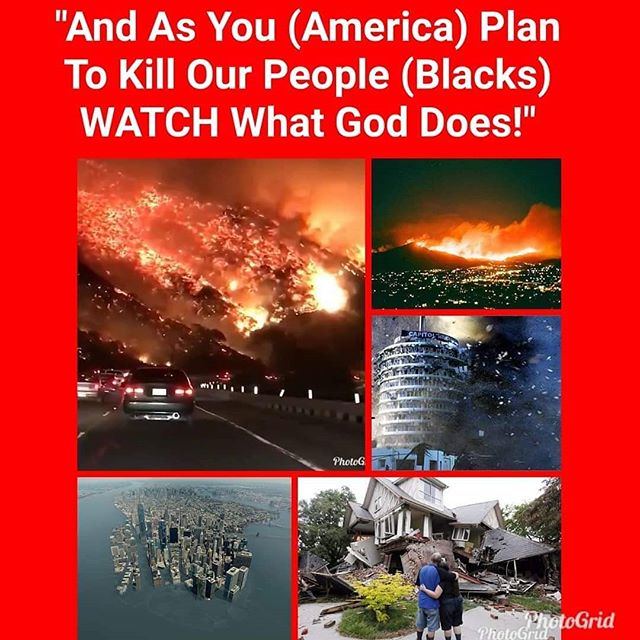 "And As You (America) Plan
To Kill Our People (Blacks)
WATCH What God Does!"
CAPITOL
PhotoG
PhotoGrid
PhotoGrid